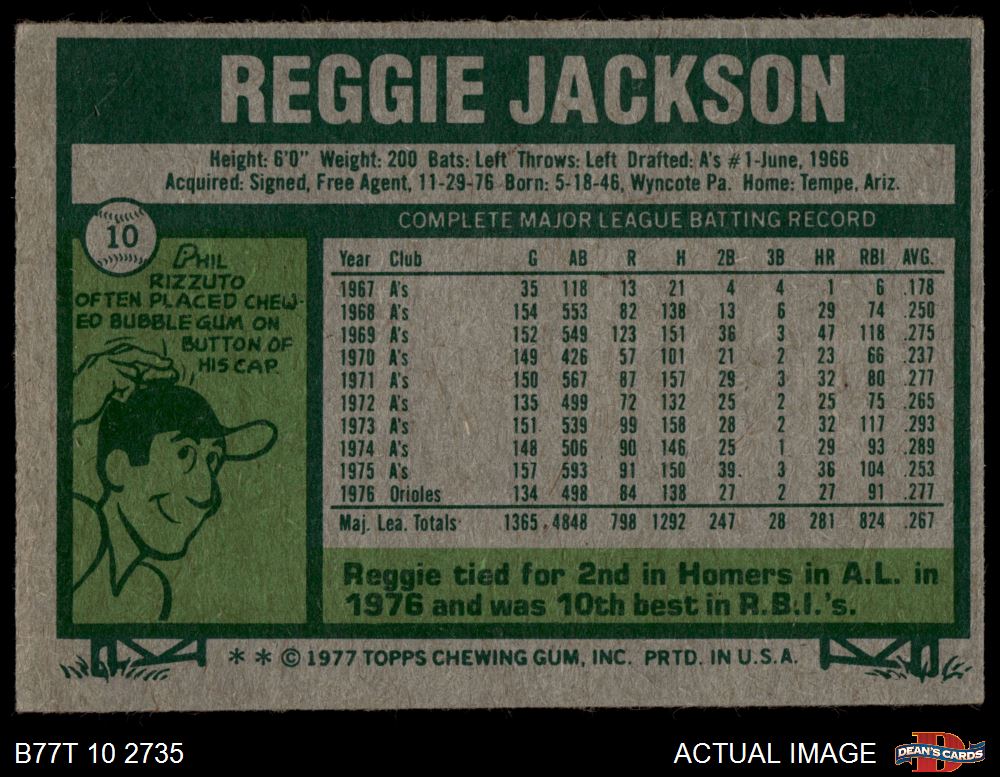 REGGIE JACKSON
Height: 6'0" Weight: 200 Bats: Left Throws: Left Drafted: A's #1-June, 1966
Acquired: Signed, Free Agent, 11-29-76 Born: 5-18-46, Wyncote Pa. Home: Tempe, Ariz.
COMPLETE MAJOR LEAGUE BATTING RECORD
10
PHIL
RIZZUTO
OFTEN PLACED CHEW-
ED BUBBLE GUM ON
BUTTON OF
HIS CAP.
Year Club G AB R H 2B 3B HR RBI AVG.
1967 A's 35 118 13 21 4 4 1 6 .178
1968 A's 154 553 82 138 13 6 29 74 .250
1969 A's 152 549 123 151 36 3 47 118 .275
1970 A's 149 426 57 101 21 2 23 66 .237
1971 A's 150 567 87 157 29 3 32 80 .277
1972 A's 135 499 72 132 25 2 25 75 .265
1973 A's 151 539 99 158 28 2 32 117 .293
1974 A's 148 506 90 146 25 1 29 93 .289
1975 A's 157 593 91 150 39 3 36 104 .253
1976 Orioles 134 498 84 138 27 2 27 91 .277
Maj. Lea. Totals 1365 4848 798 1292 247 28 281 824 .267
Reggie tied for 2nd in Homers in A.L. in
1976 and was 10th best in R.B.I.'s.
* * © 1977 TOPPS CHEWING GUM, INC. PRTD. IN U.S.A.
B77T 10 2735
ACTUAL IMAGE
D
DEAN'S CARDS